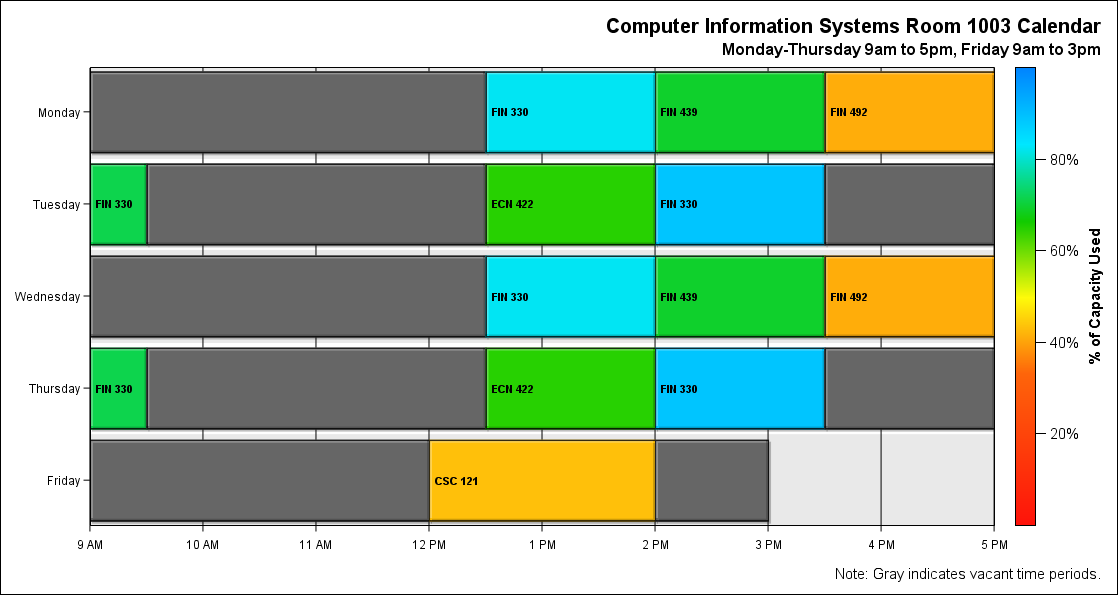 Computer Information Systems Room 1003 Calendar
Monday-Thursday 9am to 5pm, Friday 9am to 3pm
Monday
FIN 330
FIN 439
FIN 492
Tuesday
FIN 330
ECN 422
FIN 330
Wednesday
FIN 330
FIN 439
FIN 492
Thursday
FIN 330
ECN 422
FIN 330
Friday
CSC 121
9 AM
10 AM
11 AM
12 PM
1 PM
2 PM
3 PM
4 PM
5 PM
80%
60%
40%
20%
% of Capacity Used
Note: Gray indicates vacant time periods.